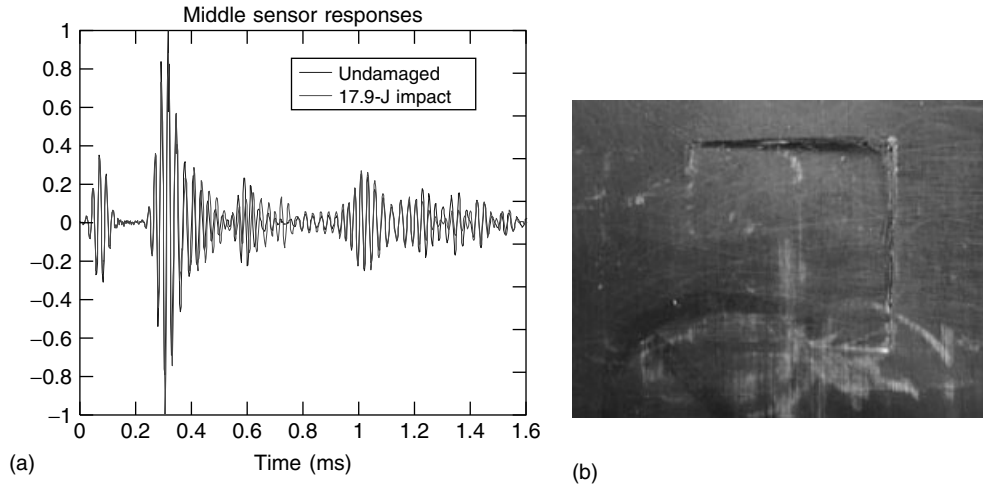 Middle sensor responses
1
0.8
0.6
0.4
0.2
0
−0.2
−0.4
−0.6
−0.8
−1
Undamaged
17.9-J impact
0 0.2 0.4 0.6 0.8 1 1.2 1.4 1.6
Time (ms)
(a)
(b)